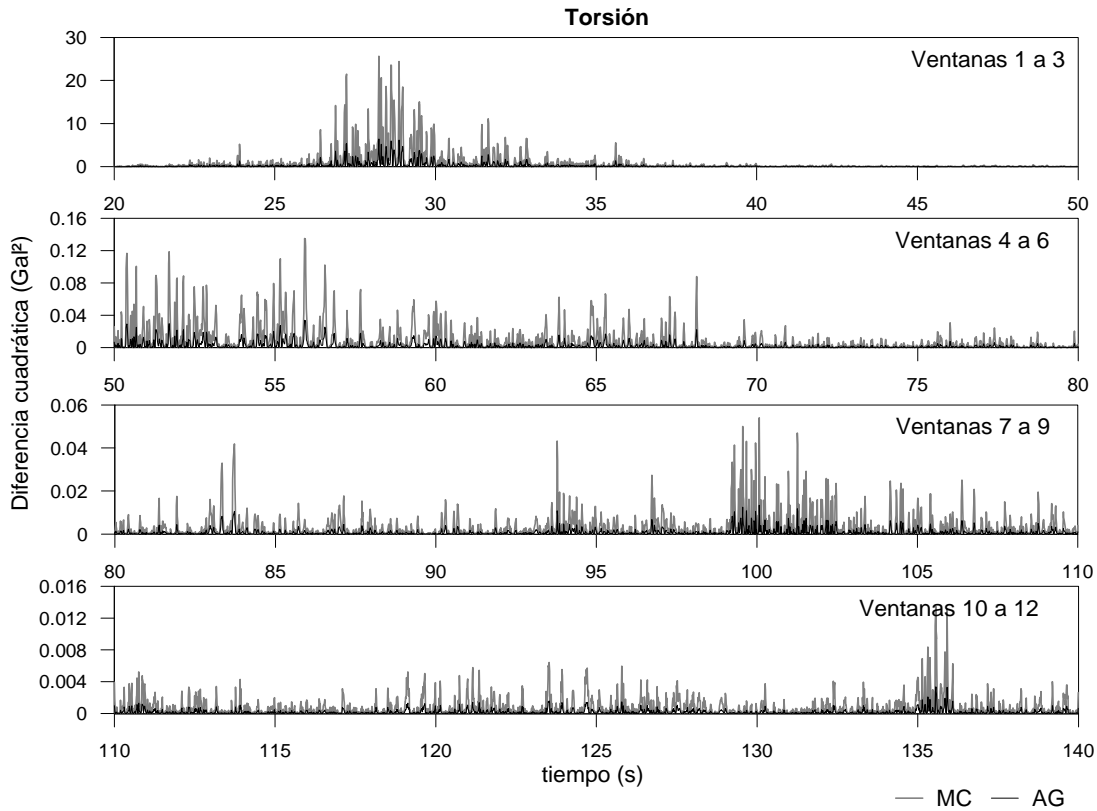 Torsión
Diferencia cuadrática (Gal²)
30
20
10
0
Ventanas 1 a 3
20 25 30 35 40 45 50
0.16
0.12
0.08
0.04
0
Ventanas 4 a 6
50 55 60 65 70 75 80
0.06
0.04
0.02
0
Ventanas 7 a 9
80 85 90 95 100 105 110
0.016
0.012
0.008
0.004
0
Ventanas 10 a 12
110 115 120 125 130 135 140
tiempo (s)
MC AG